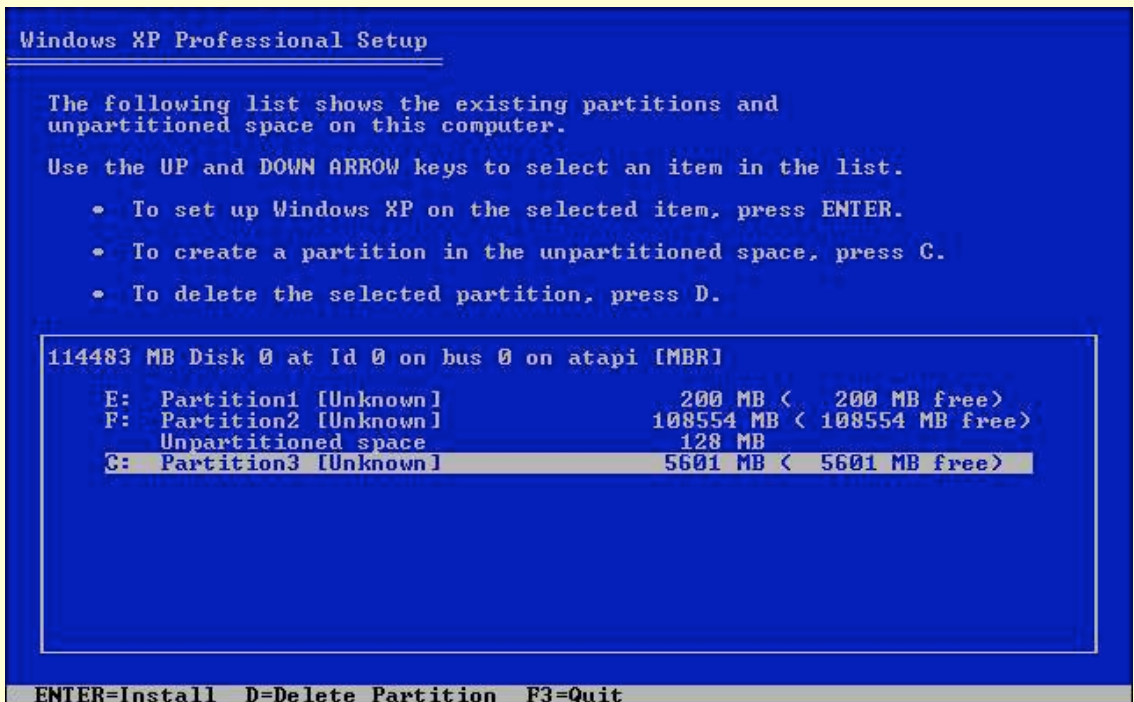 Windows XP Professional Setup
The following list shows the existing partitions and
unpartitioned space on this computer.
Use the UP and DOWN ARROW keys to select an item in the list.
• To set up Windows XP on the selected item, press ENTER.
• To create a partition in the unpartitioned space, press C.
• To delete the selected partition, press D.
114483 MB Disk 0 at Id 0 on bus 0 on atapi [MBR]
E: Partition1 [Unknown] 200 MB ( 200 MB free)
F: Partition2 [Unknown] 108554 MB ( 108554 MB free)
Unpartitioned space 128 MB
C: Partition3 [Unknown] 5601 MB ( 5601 MB free)
ENTER=Install D=Delete Partition F3=Quit